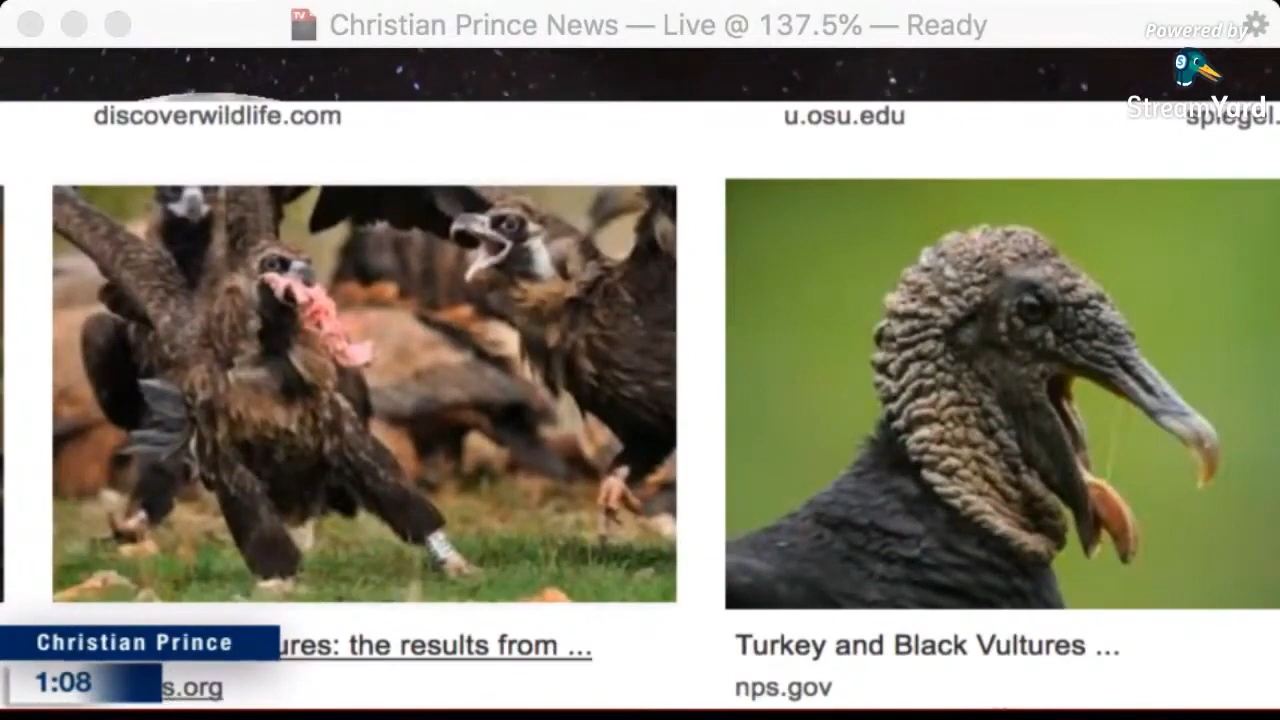 Christian Prince News — Live @ 137.5% — Ready
Powered by
StreamYard
discoverwildlife.com
u.osu.edu
spiegel.
Christian Prince
ures: the results from ...
Turkey and Black Vultures ...
1:08
s.org
nps.gov